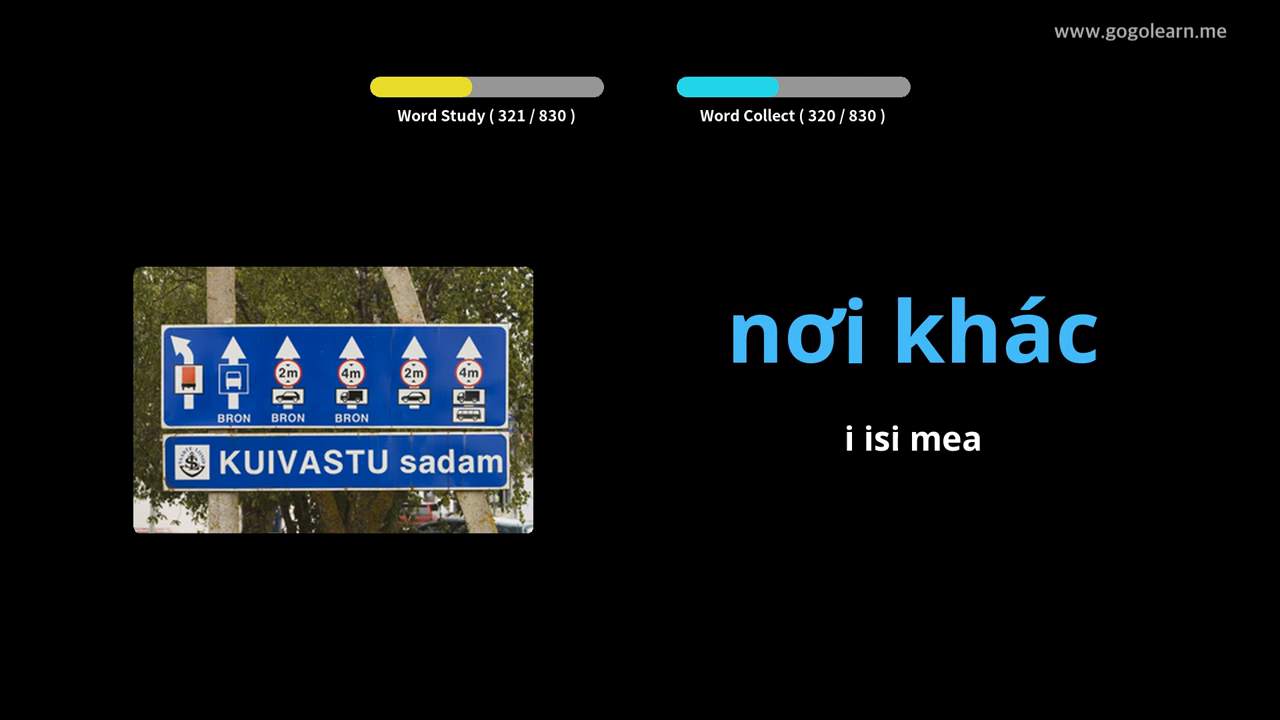 www.gogolearn.me
Word Study ( 321 / 830 )
Word Collect ( 320 / 830 )
nơi khác
i isi mea
2m 4m 2m 4m
BRON BRON BRON
KUIVASTU sadam